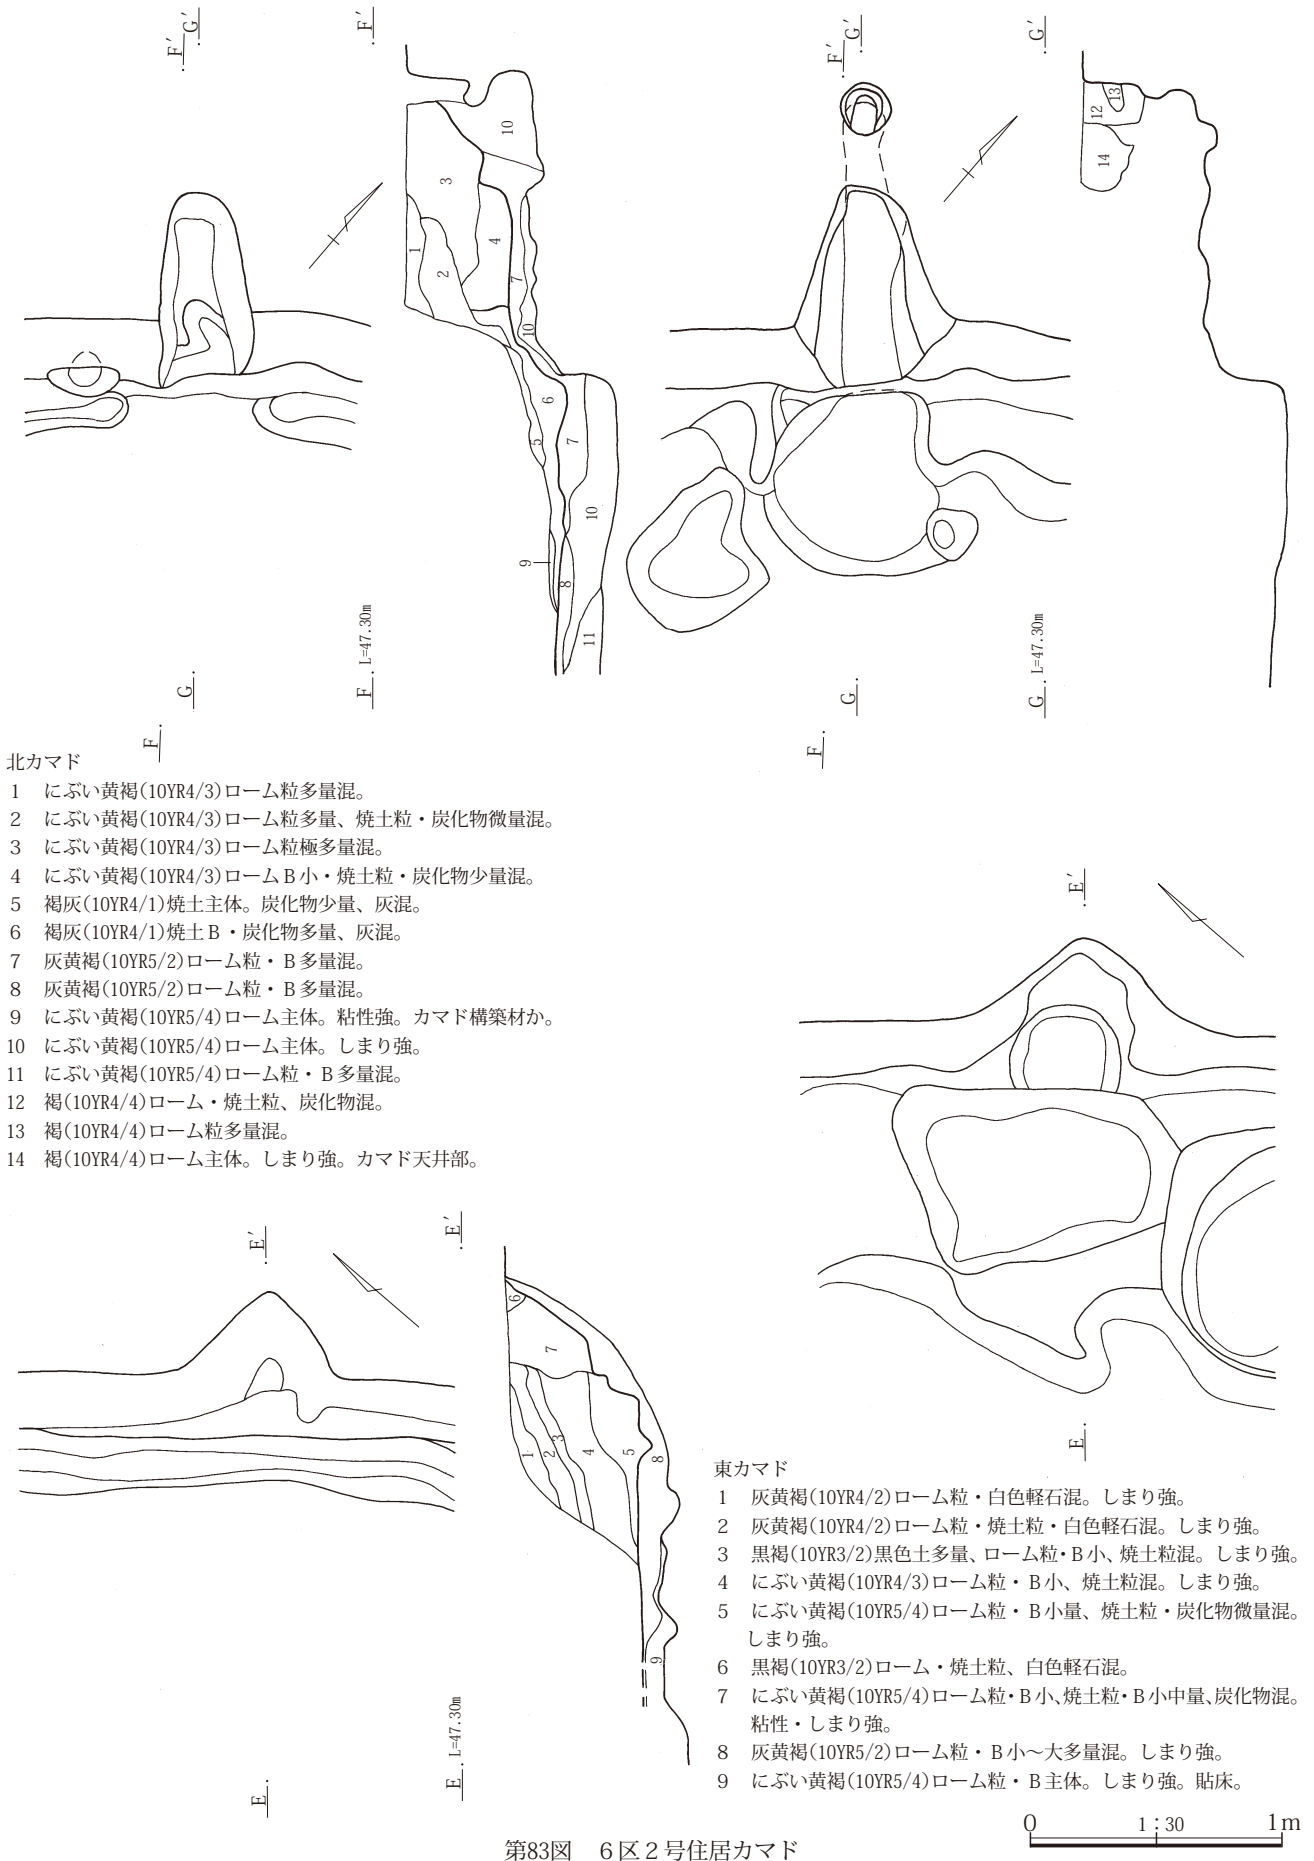 F′
G′
F′
F′
G′
G′
10
3
1
2
4
7
10
6
5
7
10
9
8
11
13
12
14
G
F
F L=47.30m
G
F
G L=47.30m
北カマド
1 にぶい黄褐(10YR4/3)ローム粒多量混。
2 にぶい黄褐(10YR4/3)ローム粒多量、焼土粒・炭化物微量混。
3 にぶい黄褐(10YR4/3)ローム粒極多量混。
4 にぶい黄褐(10YR4/3)ロームB小・焼土粒・炭化物少量混。
5 褐灰(10YR4/1)焼土主体。炭化物少量、灰混。
6 褐灰(10YR4/1)焼土B・炭化物多量、灰混。
7 灰黄褐(10YR5/2)ローム粒・B多量混。
8 灰黄褐(10YR5/2)ローム粒・B多量混。
9 にぶい黄褐(10YR5/4)ローム主体。粘性強。カマド構築材か。
10 にぶい黄褐(10YR5/4)ローム主体。しまり強。
11 にぶい黄褐(10YR5/4)ローム粒・B多量混。
12 褐(10YR4/4)ローム・焼土粒、炭化物混。
13 褐(10YR4/4)ローム粒多量混。
14 褐(10YR4/4)ローム主体。しまり強。カマド天井部。
E′
E
E′
E′
6
7
1
2
3
4
5
8
9
E
E L=47.30m
東カマド
1 灰黄褐(10YR4/2)ローム粒・白色軽石混。しまり強。
2 灰黄褐(10YR4/2)ローム粒・焼土粒・白色軽石混。しまり強。
3 黒褐(10YR3/2)黒色土多量、ローム粒・B小、焼土粒混。しまり強。
4 にぶい黄褐(10YR4/3)ローム粒・B小、焼土粒混。しまり強。
5 にぶい黄褐(10YR5/4)ローム粒・B小量、焼土粒・炭化物微量混。
しまり強。
6 黒褐(10YR3/2)ローム・焼土粒、白色軽石混。
7 にぶい黄褐(10YR5/4)ローム粒・B小、焼土粒・B小中量、炭化物混。
粘性・しまり強。
8 灰黄褐(10YR5/2)ローム粒・B小～大多量混。しまり強。
9 にぶい黄褐(10YR5/4)ローム粒・B主体。しまり強。貼床。
0 1:30 1m
第83図 6区2号住居カマド